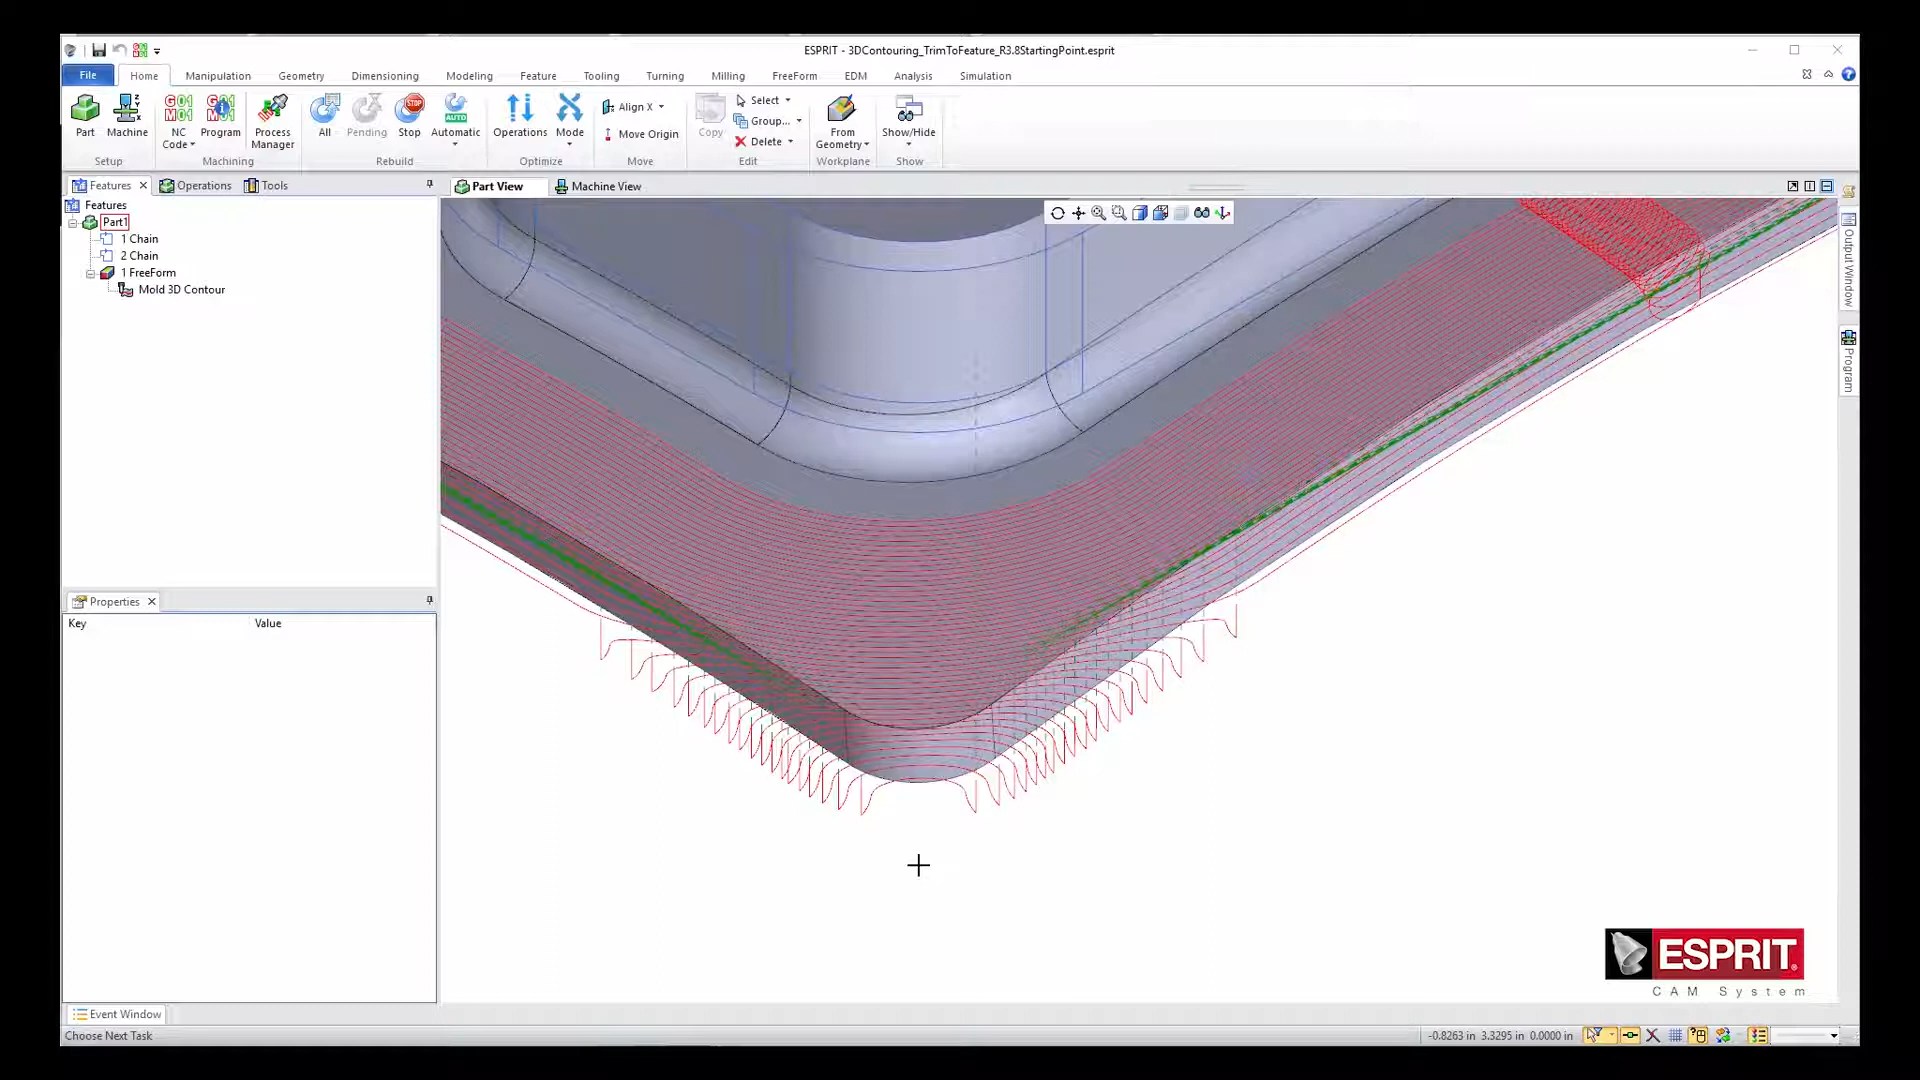 ESPRIT - 3DContouring_TrimToFeature_R3.8StartingPoint.esprit
File Home Manipulation Geometry Dimensioning Modeling Feature Tooling Turning Milling FreeForm EDM Analysis Simulation
Part Machine NC Code Program Process Manager All Pending Stop Automatic Operations Mode Align X Move Origin Copy Select Group... Delete From Geometry Show/Hide
G01 M01 STOP AUTO
Setup Machining Rebuild Optimize Move Edit Workplane Show
Features Operations Tools Part View Machine View
Features
Part1
1 Chain
2 Chain
1 FreeForm
Mold 3D Contour
Output Window
Program
Properties
Key Value
ESPRIT
CAM System
Event Window
Choose Next Task -0.8263 in 3.3295 in 0.0000 in